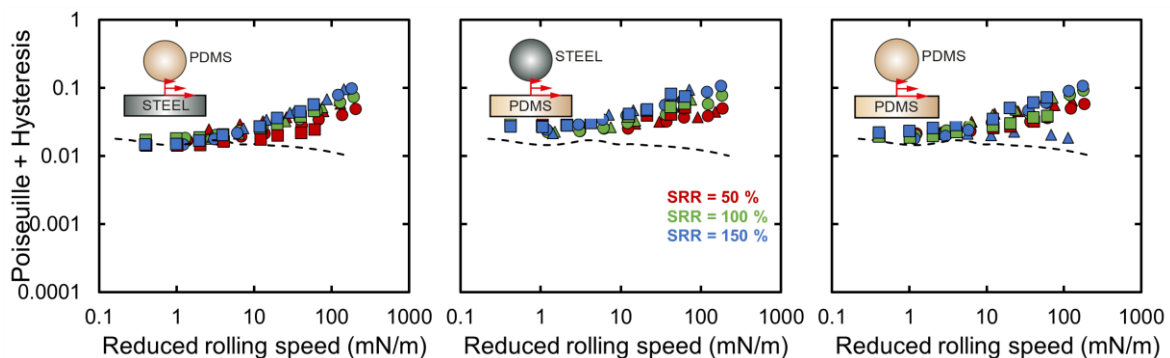 Poiseuille + Hysteresis
1
0.1
0.01
0.001
0.0001
PDMS
STEEL
0.1 1 10 100 1000
Reduced rolling speed (mN/m)
STEEL
PDMS
SRR = 50 %
SRR = 100 %
SRR = 150 %
0.1 1 10 100 1000
Reduced rolling speed (mN/m)
PDMS
PDMS
0.1 1 10 100 1000
Reduced rolling speed (mN/m)